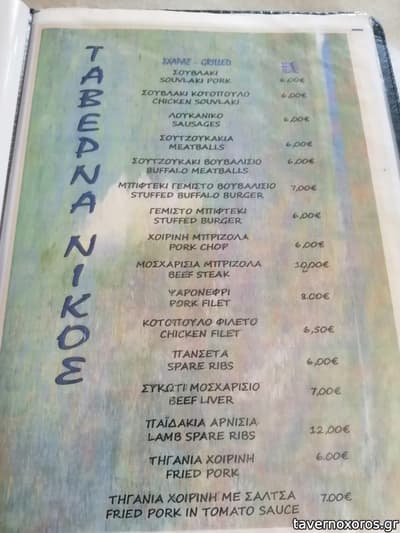 ΤΑΒΕΡΝΑ ΝΙΚΟΣ
ΣΧΑΡΑΣ - GRILLED
ΣΟΥΒΛΑΚΙ 6,00€
SOUVLAKI PORK
ΣΟΥΒΛΑΚΙ ΚΟΤΟΠΟΥΛΟ 6,00€
CHICKEN SOUVLAKI
ΛΟΥΚΑΝΙΚΟ 6,00€
SAUSAGES
ΣΟΥΤΖΟΥΚΑΚΙΑ 6,00€
MEATBALLS
ΣΟΥΤΖΟΥΚΑΚΙ ΒΟΥΒΑΛΙΣΙΟ 6,00€
BUFFALO MEATBALLS
ΜΠΙΦΤΕΚΙ ΓΕΜΙΣΤΟ ΒΟΥΒΑΛΙΣΙΟ 7,00€
STUFFED BUFFALO BURGER
ΓΕΜΙΣΤΟ ΜΠΙΦΤΕΚΙ 6,00€
STUFFED BURGER
ΧΟΙΡΙΝΗ ΜΠΡΙΖΟΛΑ 6,00€
PORK CHOP
ΜΟΣΧΑΡΙΣΙΑ ΜΠΡΙΖΟΛΑ 10,00€
BEEF STEAK
ΨΑΡΟΝΕΦΡΙ 8.00€
PORK FILET
ΚΟΤΟΠΟΥΛΟ ΦΙΛΕΤΟ 6,50€
CHICKEN FILET
ΠΑΝΣΕΤΑ 6,00€
SPARE RIBS
ΣΥΚΩΤΙ ΜΟΣΧΑΡΙΣΙΟ 7,00€
BEEF LIVER
ΠΑΪΔΑΚΙΑ ΑΡΝΙΣΙΑ 12,00€
LAMB SPARE RIBS
ΤΗΓΑΝΙΑ ΧΟΙΡΙΝΗ 6.00€
FRIED PORK
ΤΗΓΑΝΙΑ ΧΟΙΡΙΝΗ ΜΕ ΣΑΛΤΣΑ 7.00€
FRIED PORK IN TOMATO SAUCE
tavernoxoros.gr